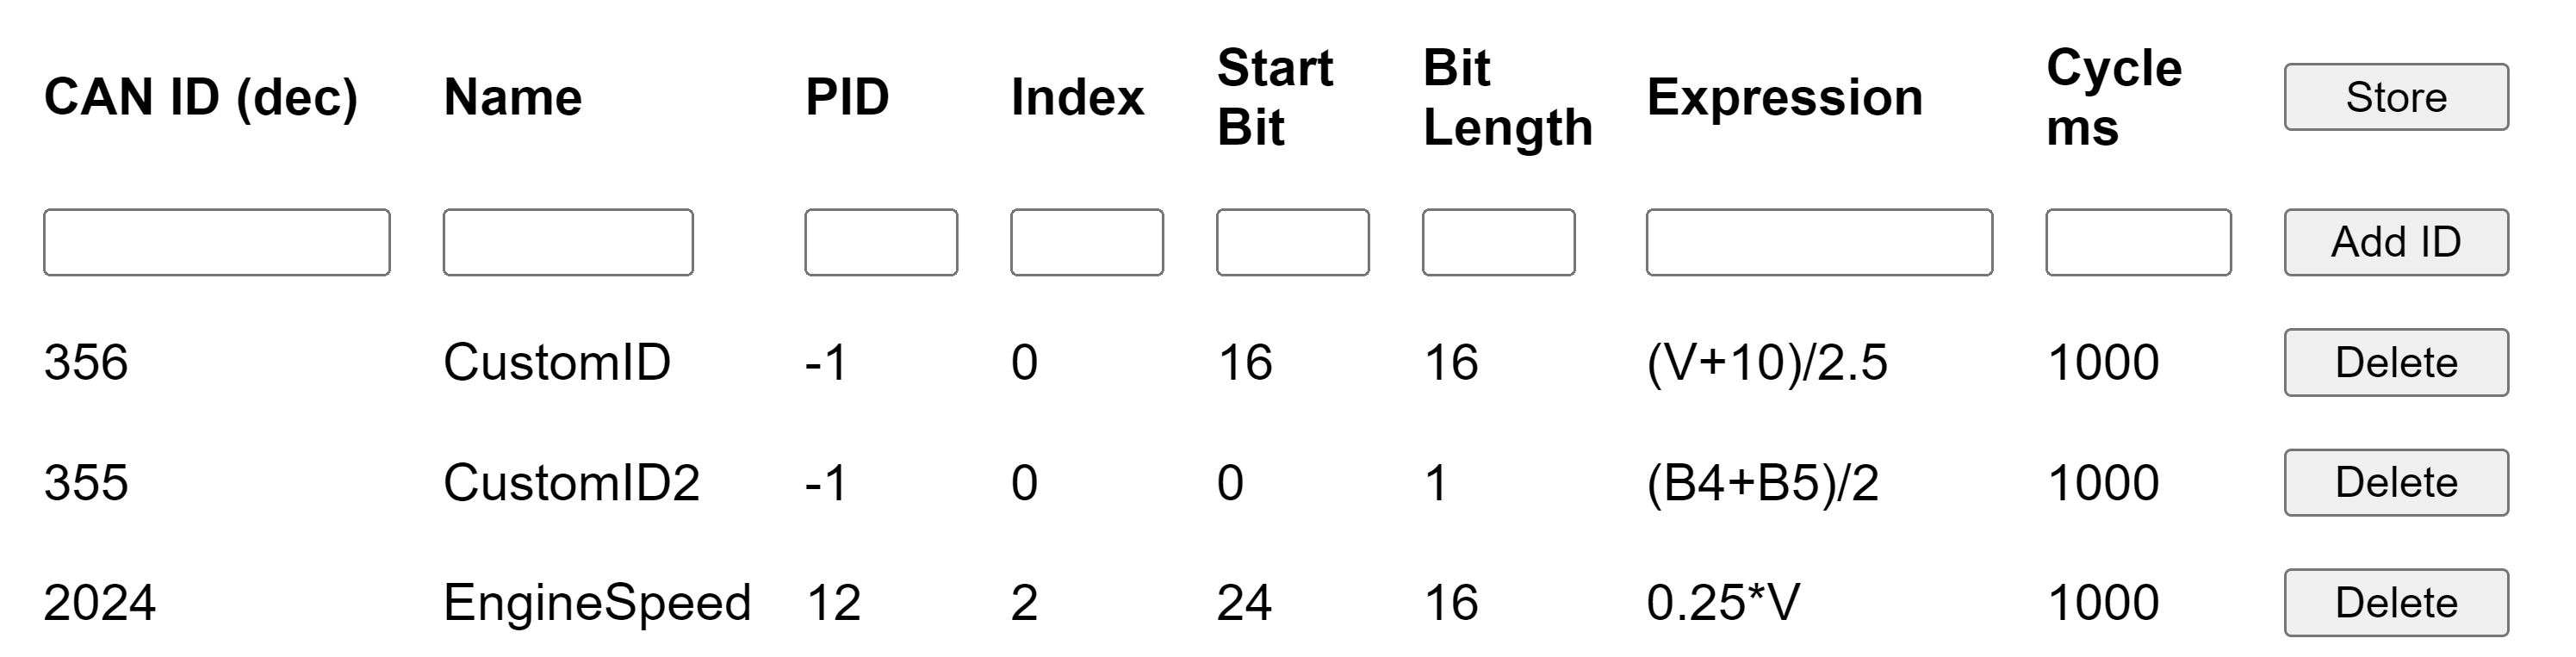 CAN ID (dec) Name PID Index Start Bit Bit Length Expression Cycle ms Store
Add ID
356 CustomID -1 0 16 16 (V+10)/2.5 1000 Delete
355 CustomID2 -1 0 0 1 (B4+B5)/2 1000 Delete
2024 EngineSpeed 12 2 24 16 0.25*V 1000 Delete